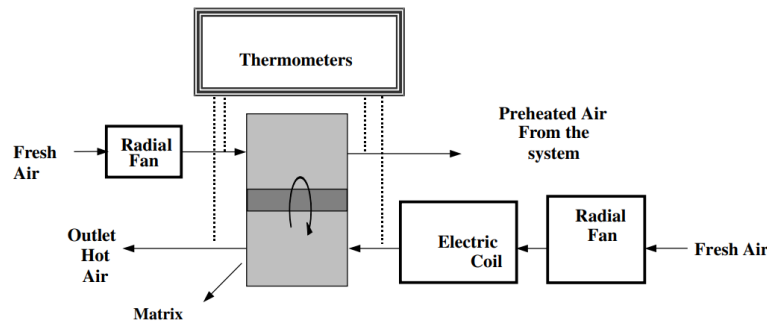 Thermometers
Preheated Air
From the
system
Fresh
Air
Radial
Fan
Outlet
Hot
Air
Electric
Coil
Radial
Fan
Fresh Air
Matrix